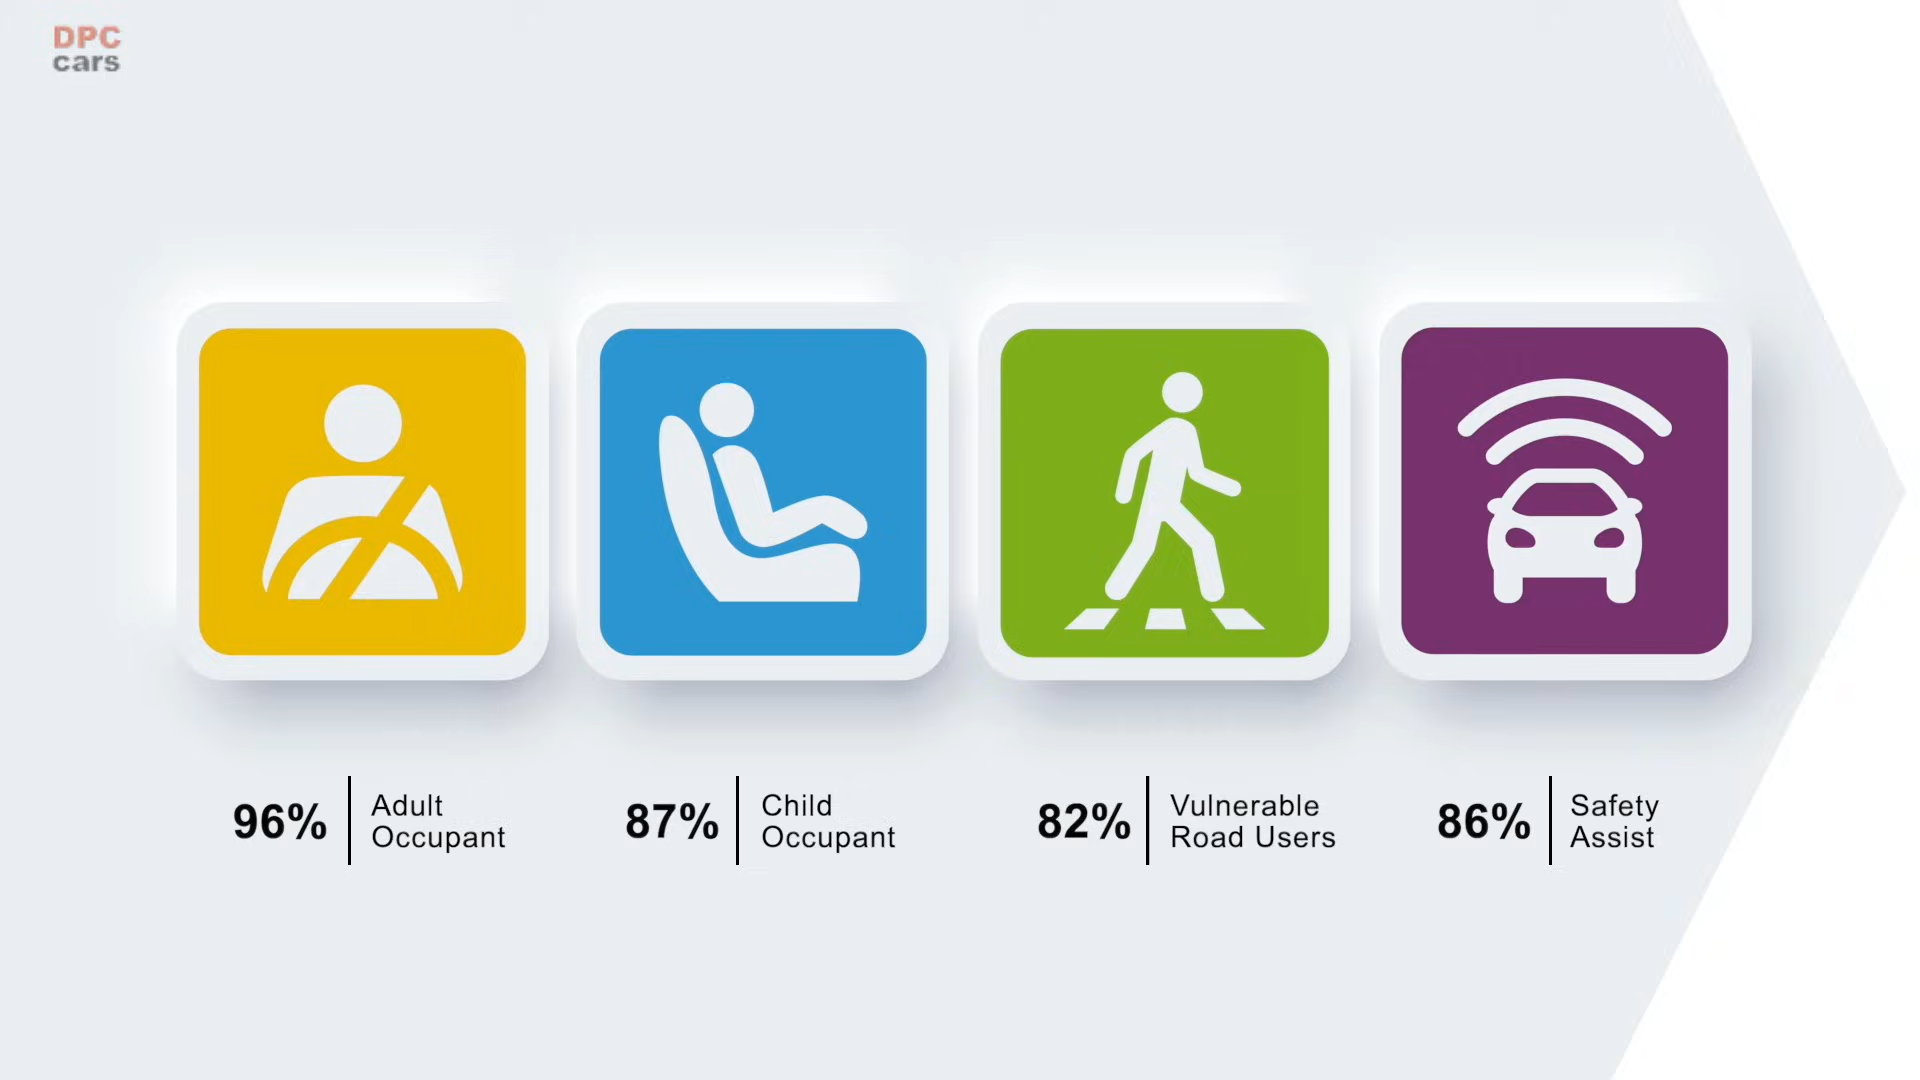 DPC
cars
96%
Adult
Occupant
87%
Child
Occupant
82%
Vulnerable
Road Users
86%
Safety
Assist